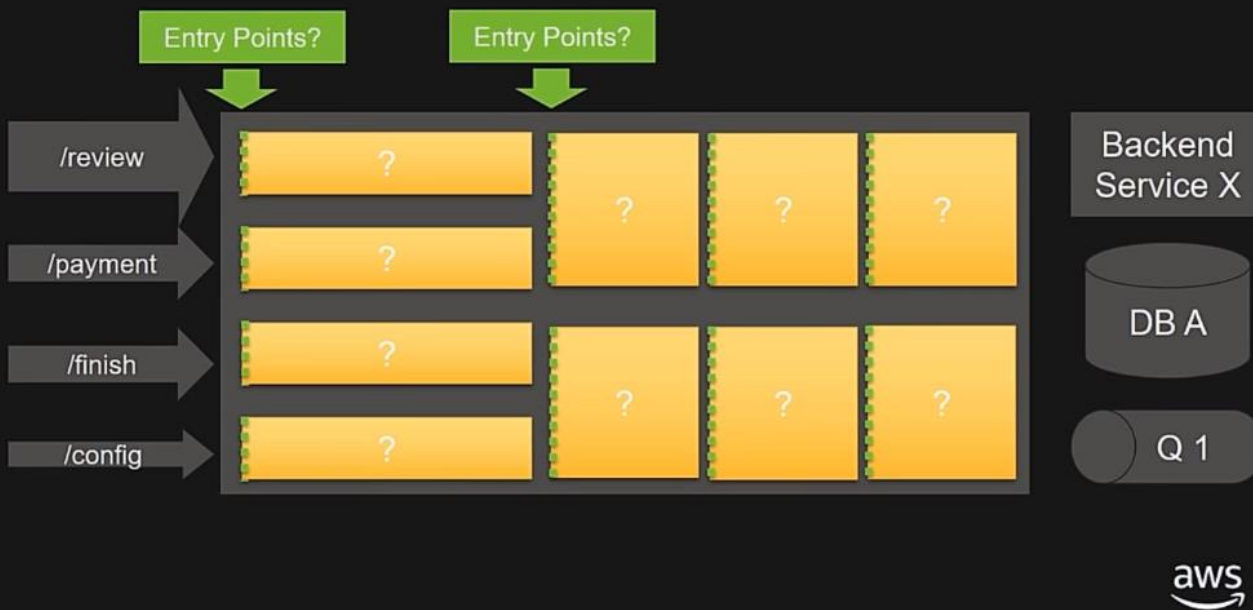 Entry Points?
Entry Points?
/review
/payment
/finish
/config
?
?
?
?
?
?
?
?
?
?
Backend
Service X
DB A
Q 1
aws